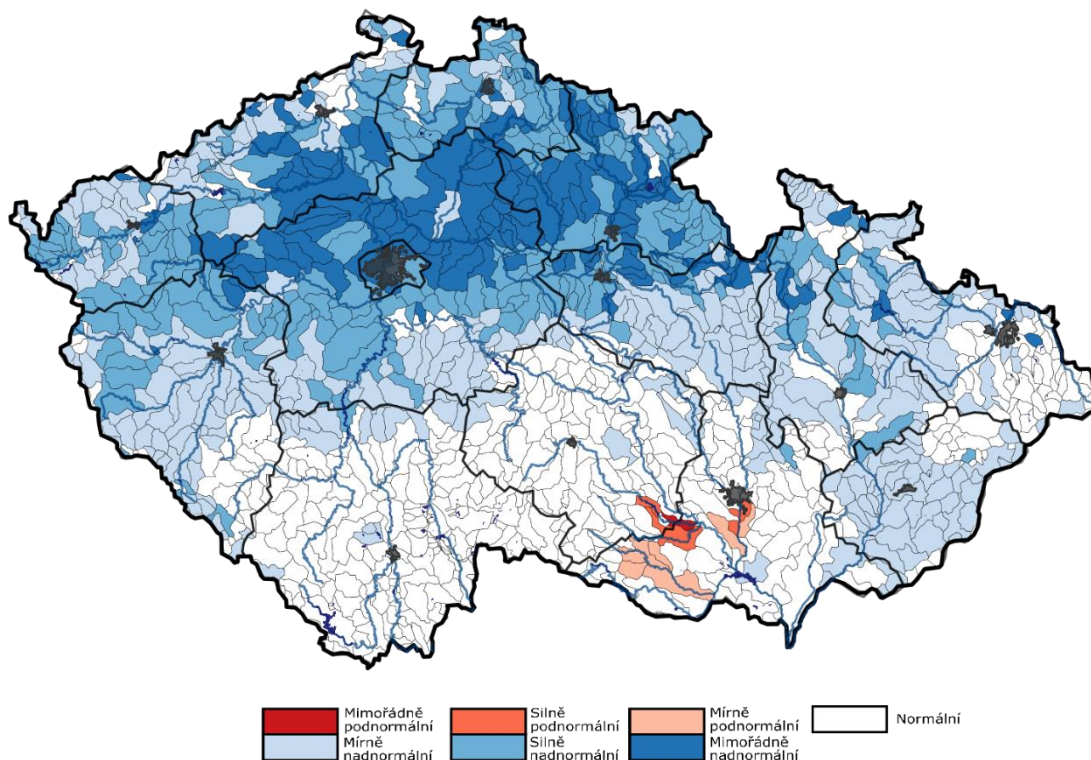 Mimořádně
podnormální
Silně
podnormální
Mírně
podnormální
Normální
Mírně
nadnormální
Silně
nadnormální
Mimořádně
nadnormální